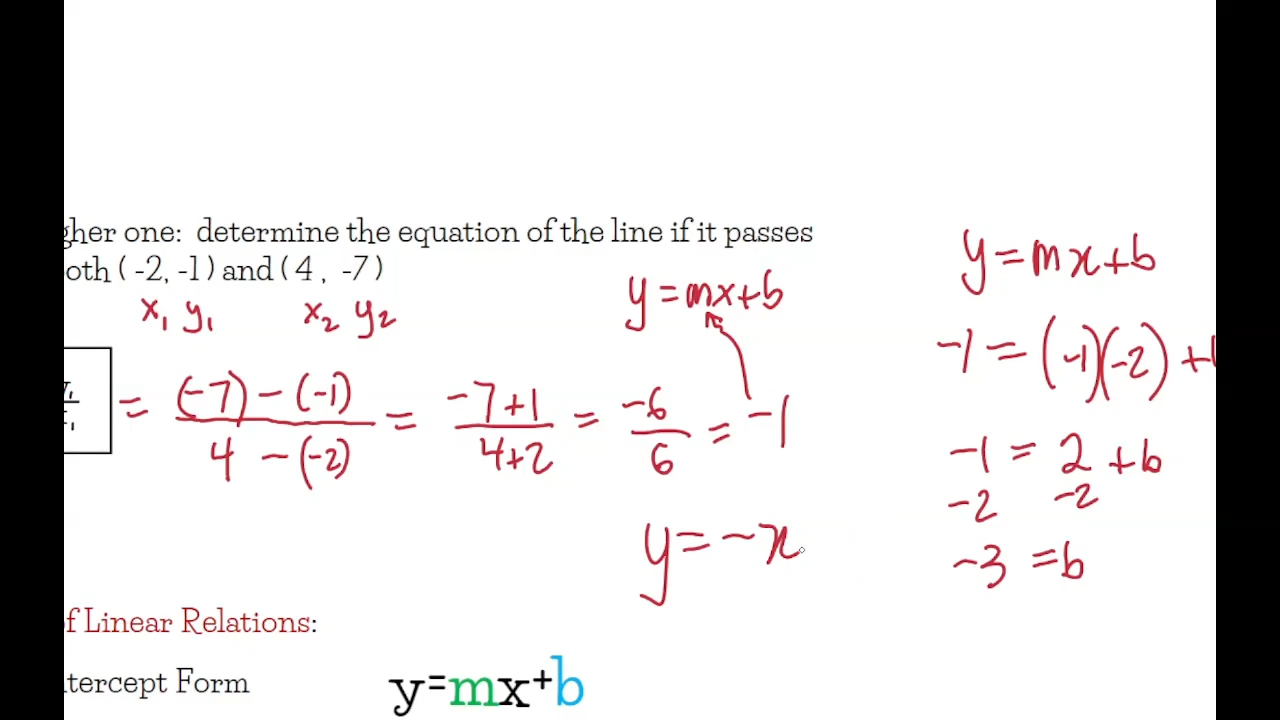 gher one: determine the equation of the line if it passes
oth ( -2, -1 ) and ( 4 , -7 )
x₁ y₁ x₂ y₂
y = mx+b
= (-7) - (-1) / 4 - (-2) = -7+1 / 4+2 = -6 / 6 = -1
y = -x
y = mx+b
-1 = (-1)(-2) +
-1 = 2 +b
-2 -2
-3 = b
f Linear Relations:
tercept Form
y=mx+b